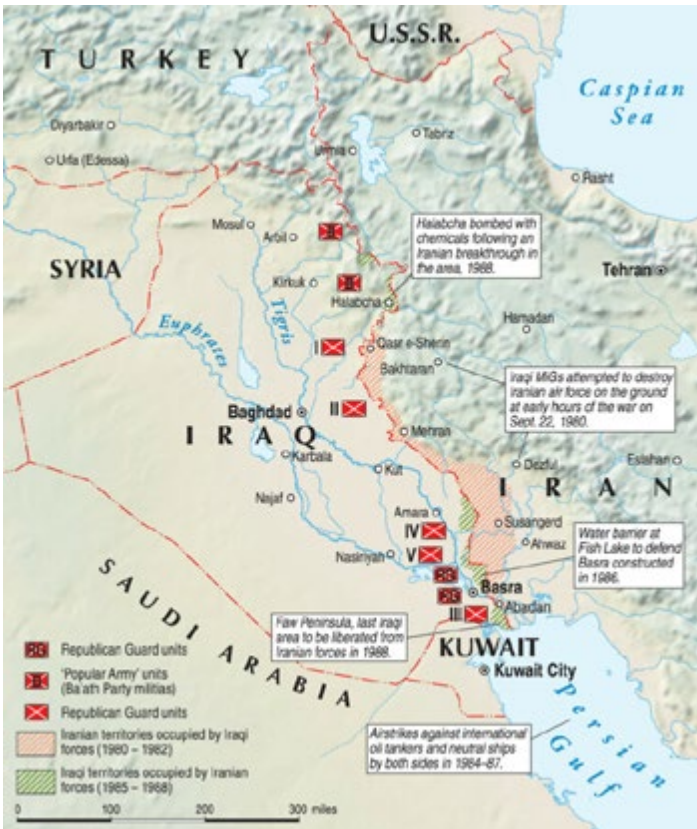 U.S.S.R.
TURKEY
Caspian
Sea
Diyarbakir
Tabriz
Urfa (Edessa)
Urmia
Rasht
Mosul
Arbil
B
Halabcha bombed with
chemicals following an
Iranian breakthrough in
the area, 1988.
SYRIA
Tehran
Kirkuk
B
Halabcha
Tigris
Euphrates
Hamadan
I
Qasr e-Sherin
Bakhtaran
Iraqi MiGs attempted to destroy
Iranian air force on the ground
at early hours of the war on
Sept. 22, 1980.
II
Baghdad
IRAQ
Mehran
Karbala
Kut
Dezful
Esfahan
IRAN
Najaf
Amara
IV
Susangerd
V
Ahwaz
Nasiriyah
Water barrier at
Fish Lake to defend
Basra constructed
in 1986.
RG
Basra
RG
III
Abadan
Faw Peninsula, last Iraqi
area to be liberated from
Iranian forces in 1988.
SAUDI ARABIA
KUWAIT
Kuwait City
Persian
Gulf
Airstrikes against international
oil tankers and neutral ships
by both sides in 1984–87.
RG Republican Guard units
B 'Popular Army' units
(Ba'ath Party militias)
Republican Guard units
Iranian territories occupied by Iraqi
forces (1980 – 1982)
Iraqi territories occupied by Iranian
forces (1985 – 1988)
0 100 200 300 miles